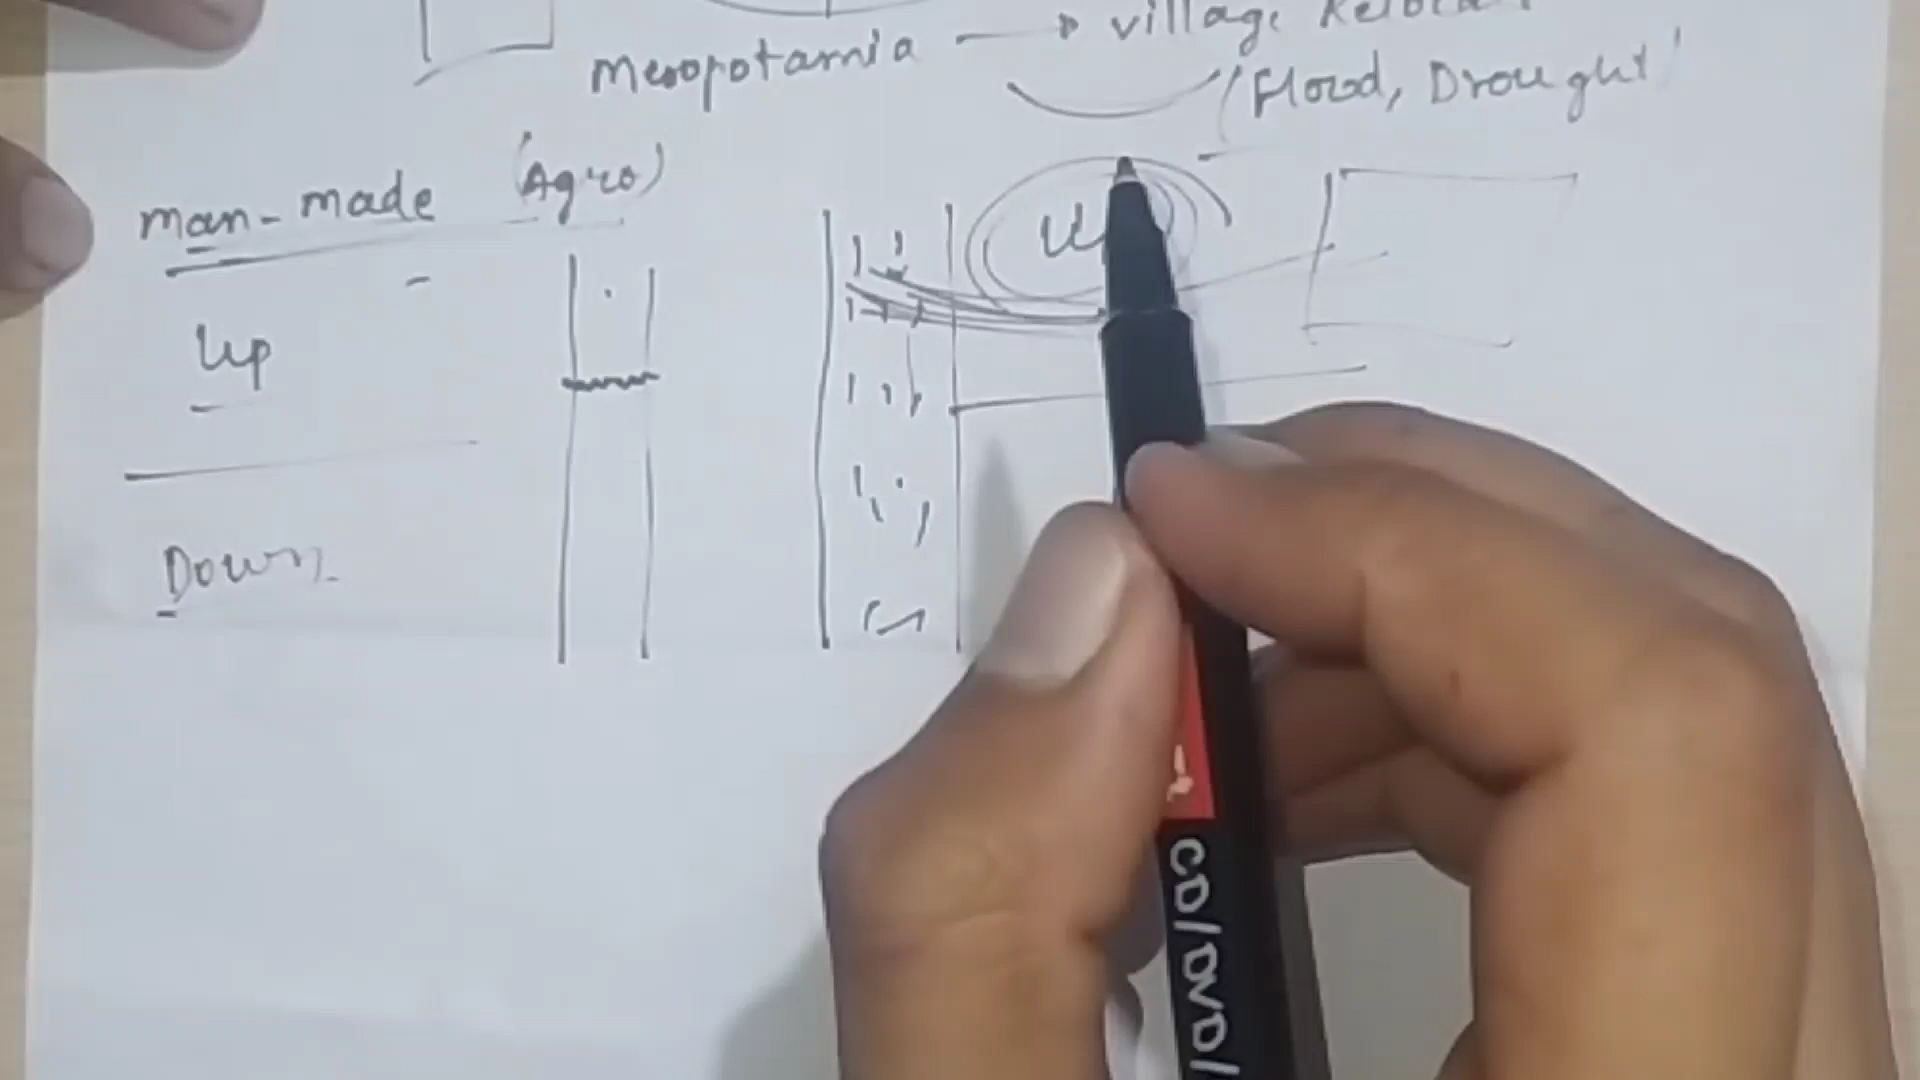 Mesopotamia → village
(Flood, Drought)
man-made (Agro)
Up
Down
CD/DVD/